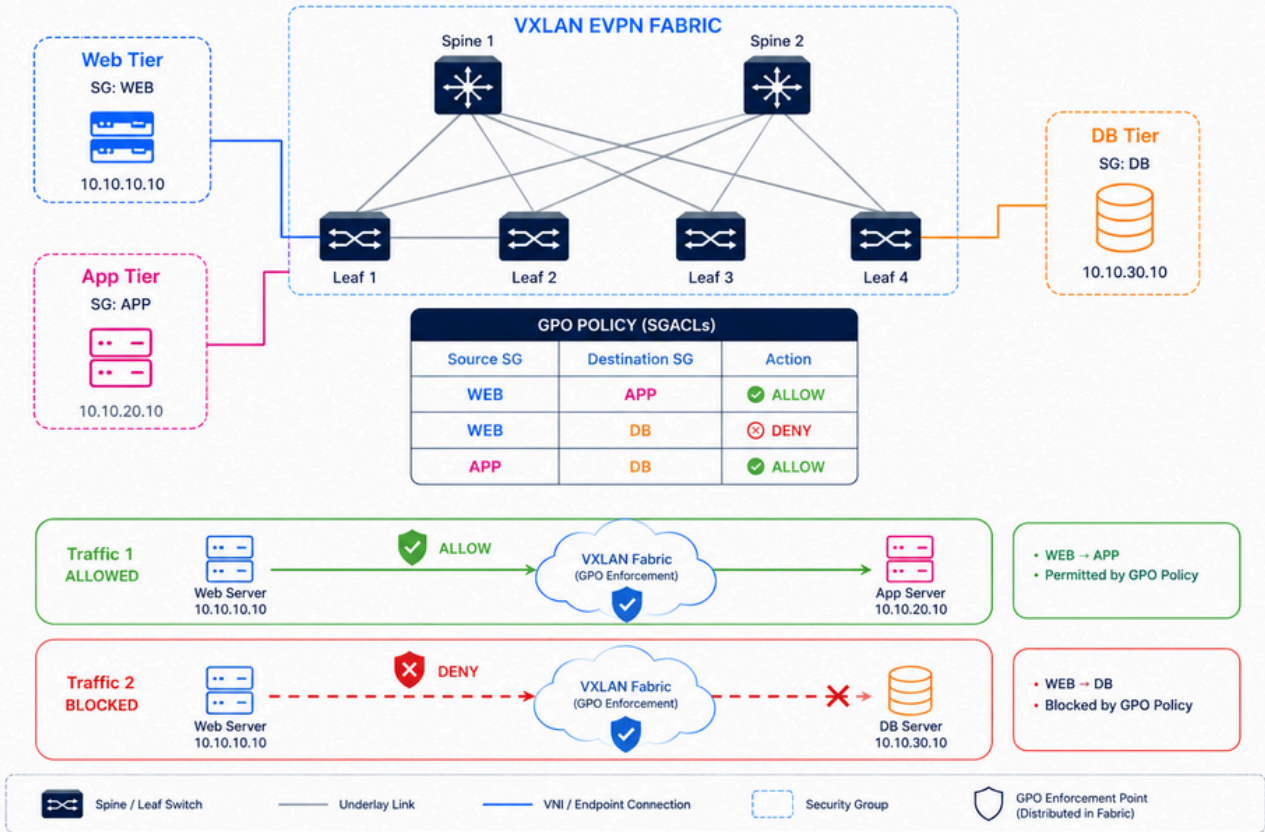 VXLAN EVPN FABRIC
Spine 1
Spine 2
Web Tier
SG: WEB
10.10.10.10
App Tier
SG: APP
10.10.20.10
DB Tier
SG: DB
10.10.30.10
Leaf 1
Leaf 2
Leaf 3
Leaf 4
GPO POLICY (SGACLs)
Source SG Destination SG Action
WEB APP ALLOW
WEB DB DENY
APP DB ALLOW
Traffic 1
ALLOWED
Web Server
10.10.10.10
ALLOW
VXLAN Fabric
(GPO Enforcement)
App Server
10.10.20.10
• WEB → APP
• Permitted by GPO Policy
Traffic 2
BLOCKED
Web Server
10.10.10.10
DENY
VXLAN Fabric
(GPO Enforcement)
DB Server
10.10.30.10
• WEB → DB
• Blocked by GPO Policy
Spine / Leaf Switch
Underlay Link
VNI / Endpoint Connection
Security Group
GPO Enforcement Point
(Distributed in Fabric)